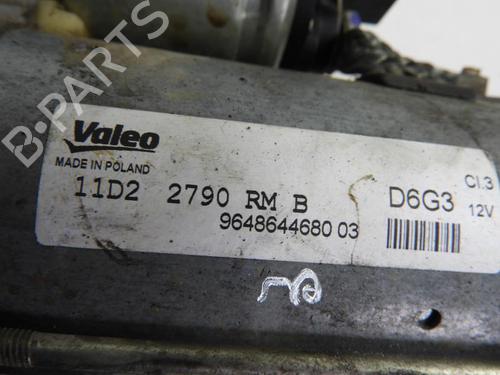 B-PARTS
Valeo
MADE IN POLAND
11D2 2790 RM B
D6G3
Cl.3
12V
9648644680 03